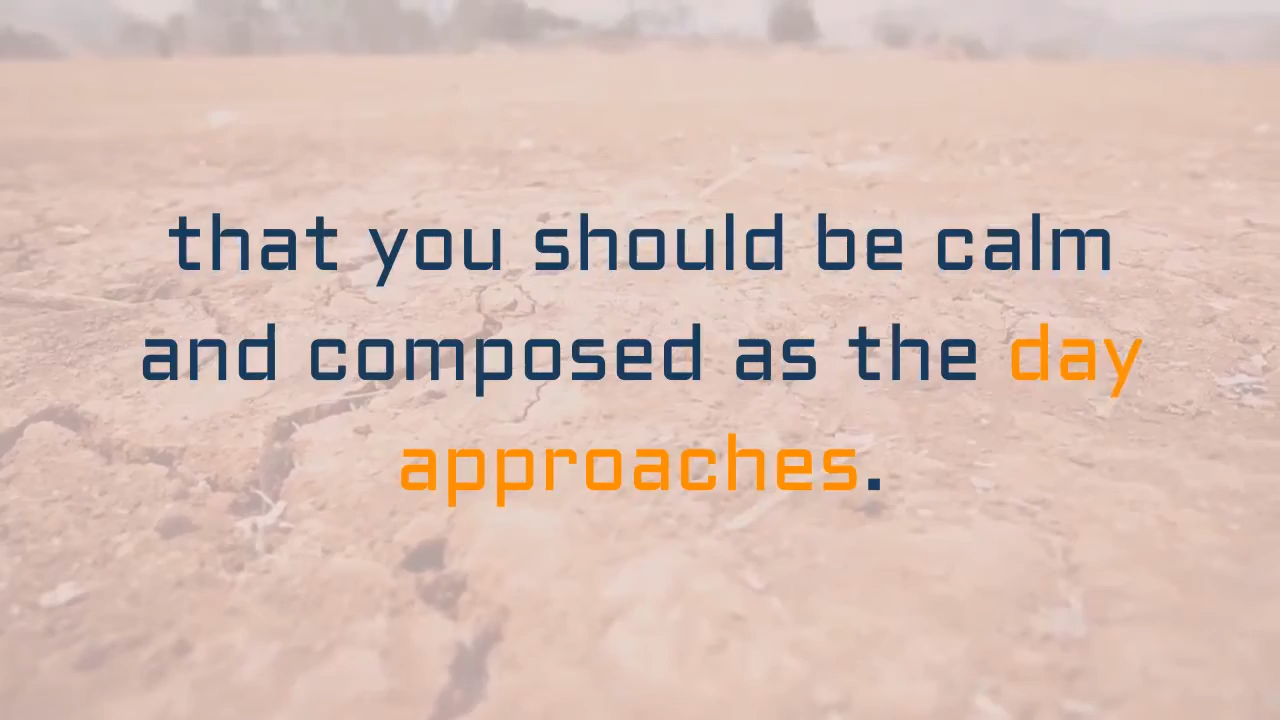 that you should be calm
and composed as the day
approaches.